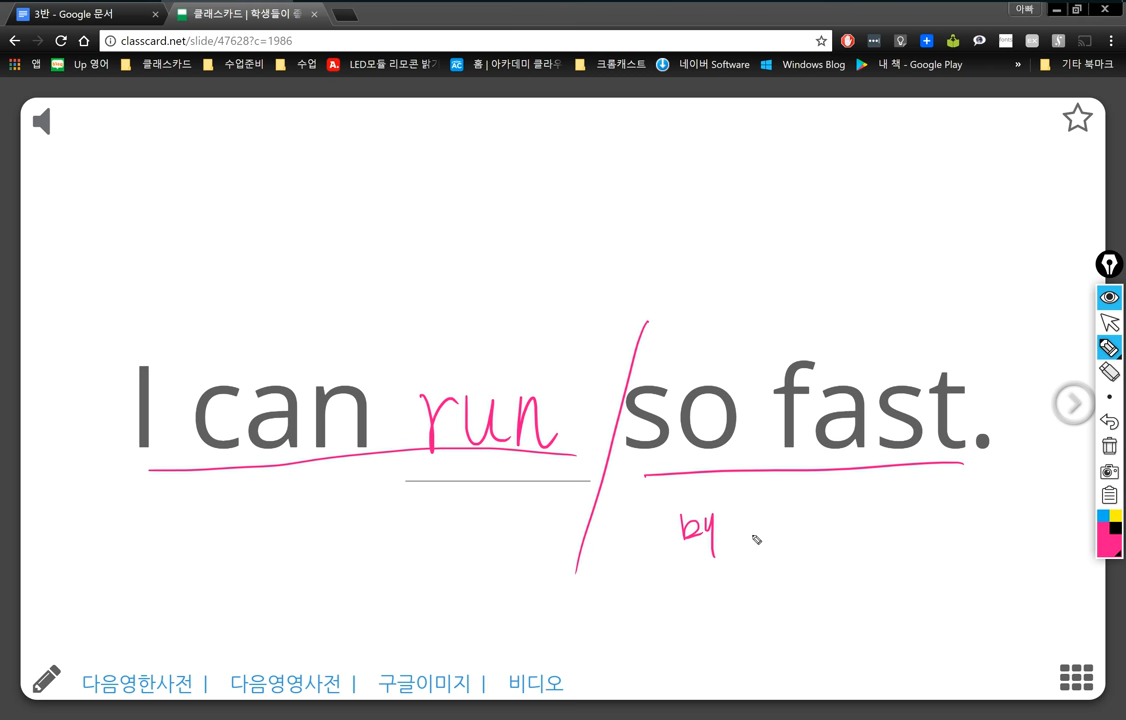 3반 - Google 문서
클래스카드 | 학생들이 
아빠
classcard.net/slide/47628?c=1986
앱 Up 영어 클래스카드 수업준비 수업 LED모듈 리모콘 밝기 홈 | 아카데미 클라우 크롬캐스트 네이버 Software Windows Blog 내 책 - Google Play » 기타 북마크
I can run / so fast.
by
다음영한사전 | 다음영영사전 | 구글이미지 | 비디오